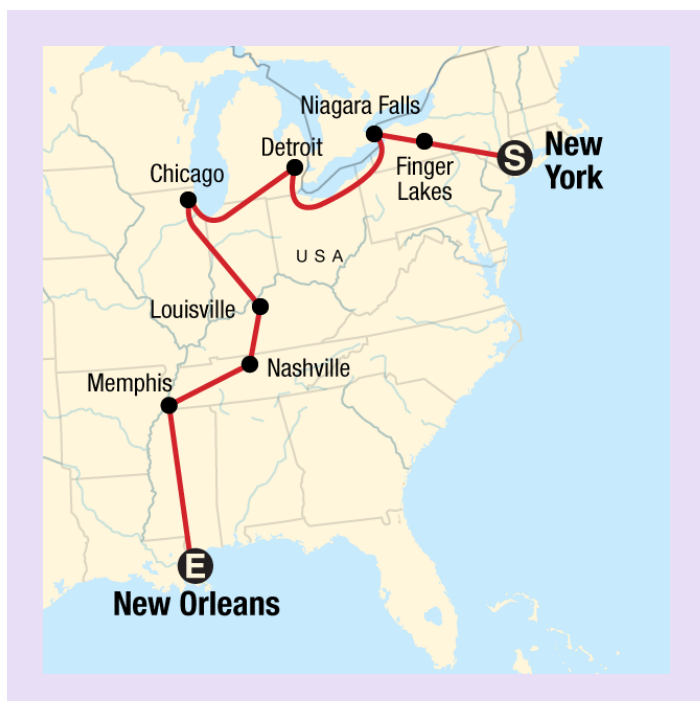 Niagara Falls
Detroit
New
York
S
Finger
Lakes
Chicago
USA
Louisville
Nashville
Memphis
E
New Orleans